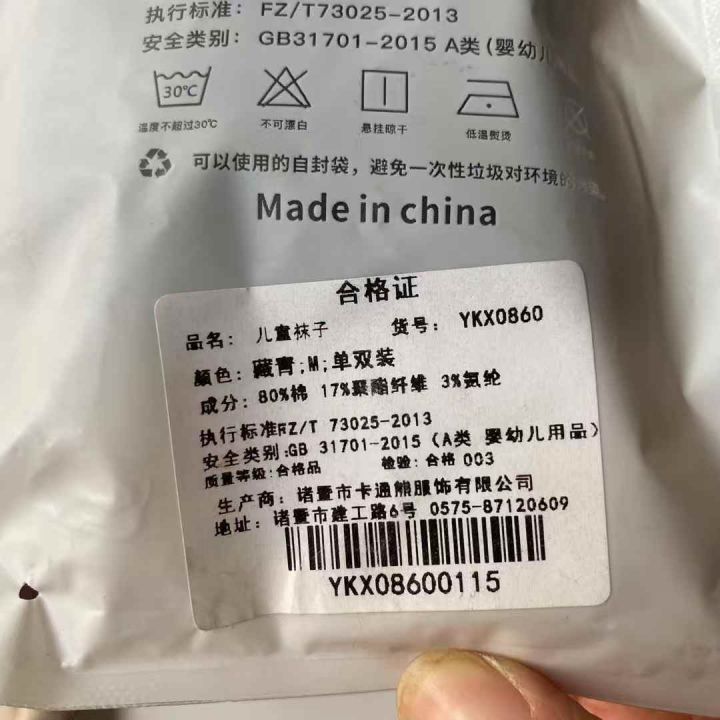 执行标准: FZ/T73025-2013
安全类别: GB31701-2015 A类(婴幼儿
30℃
温度不超过30℃
不可漂白
悬挂晾干
低温熨烫
可以使用的自封袋，避免一次性垃圾对环境的
Made in china
合格证
品名: 儿童袜子 货号: YKX0860
颜色: 藏青;M;单双装
成分: 80%棉 17%聚酯纤维 3%氨纶
执行标准FZ/T 73025-2013
安全类别:GB 31701-2015 (A类 婴幼儿用品)
质量等级:合格品 检验: 合格 003
生产商: 诸暨市卡通熊服饰有限公司
地址: 诸暨市建工路6号 0575-87120609
YKX08600115